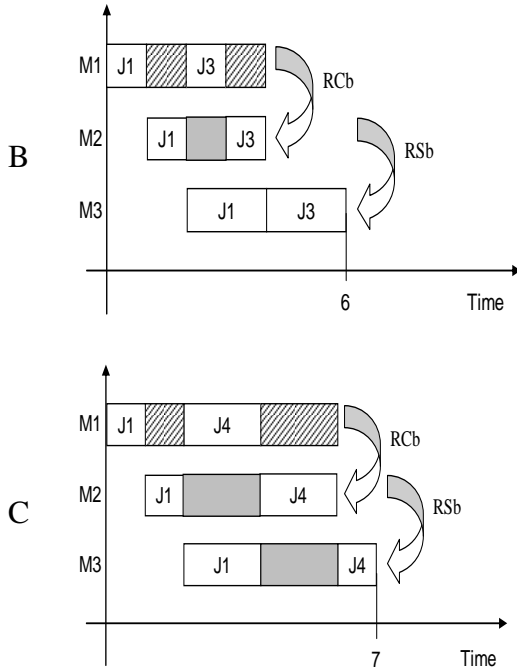 M1 J1 J3
RCb
B
M2 J1 J3
RSb
M3 J1 J3
6 Time
M1 J1 J4
RCb
C
M2 J1 J4
RSb
M3 J1 J4
7
Time